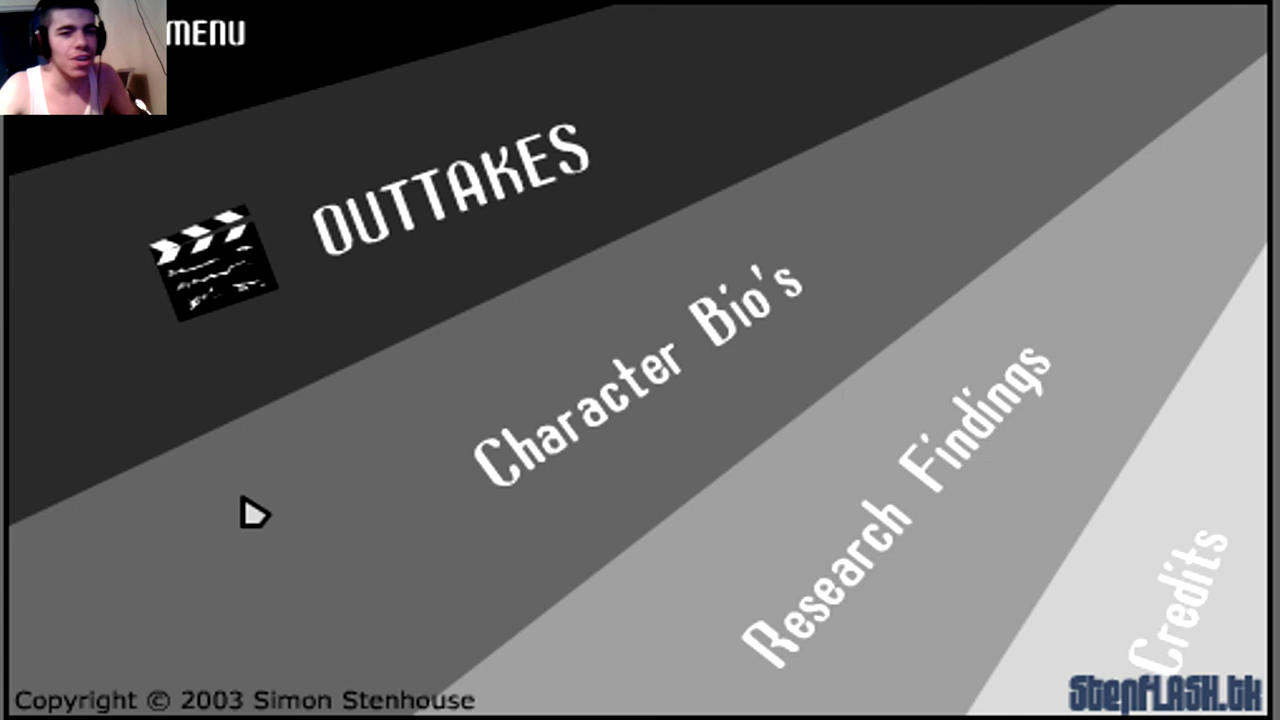 MENU
OUTTAKES
Character Bio's
Research Findings
Credits
Copyright © 2003 Simon Stenhouse
StenFLASH.tk